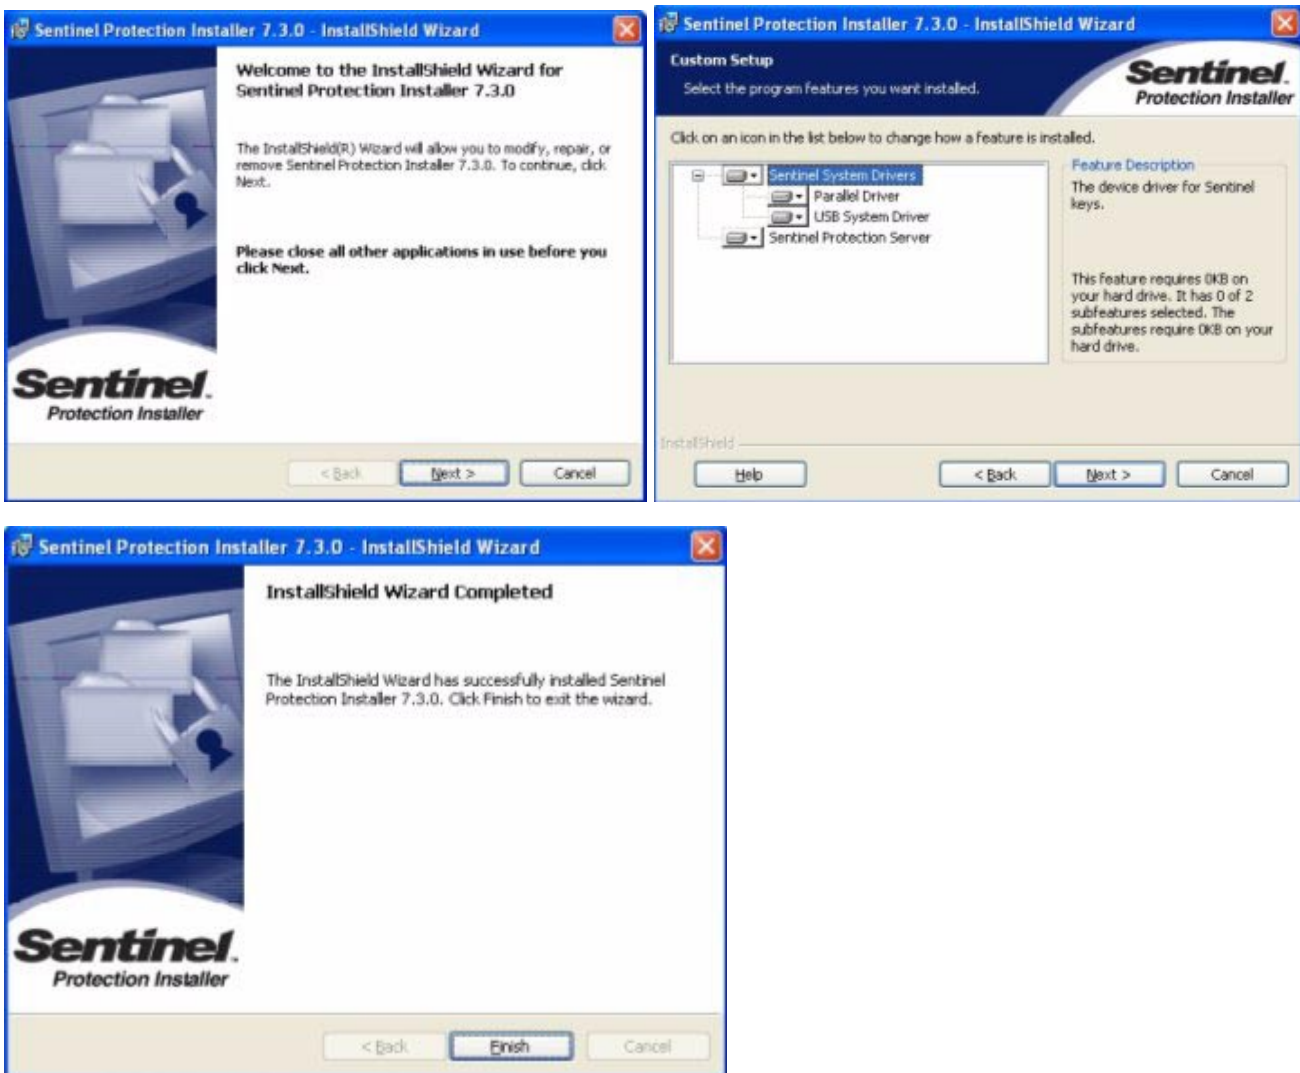 Sentinel Protection Installer 7.3.0 - InstallShield Wizard
Welcome to the InstallShield Wizard for
Sentinel Protection Installer 7.3.0
The InstallShield(R) Wizard will allow you to modify, repair, or
remove Sentinel Protection Installer 7.3.0. To continue, click
Next.
Please close all other applications in use before you
click Next.
Sentinel.
Protection Installer
< Back
Next >
Cancel
Sentinel Protection Installer 7.3.0 - InstallShield Wizard
Custom Setup
Select the program features you want installed.
Sentinel.
Protection Installer
Click on an icon in the list below to change how a feature is installed.
Sentinel System Drivers
Parallel Driver
USB System Driver
Sentinel Protection Server
Feature Description
The device driver for Sentinel
keys.
This feature requires 0KB on
your hard drive. It has 0 of 2
subfeatures selected. The
subfeatures require 0KB on your
hard drive.
InstallShield
Help
< Back
Next >
Cancel
Sentinel Protection Installer 7.3.0 - InstallShield Wizard
InstallShield Wizard Completed
The InstallShield Wizard has successfully installed Sentinel
Protection Installer 7.3.0. Click Finish to exit the wizard.
Sentinel.
Protection Installer
< Back
Finish
Cancel